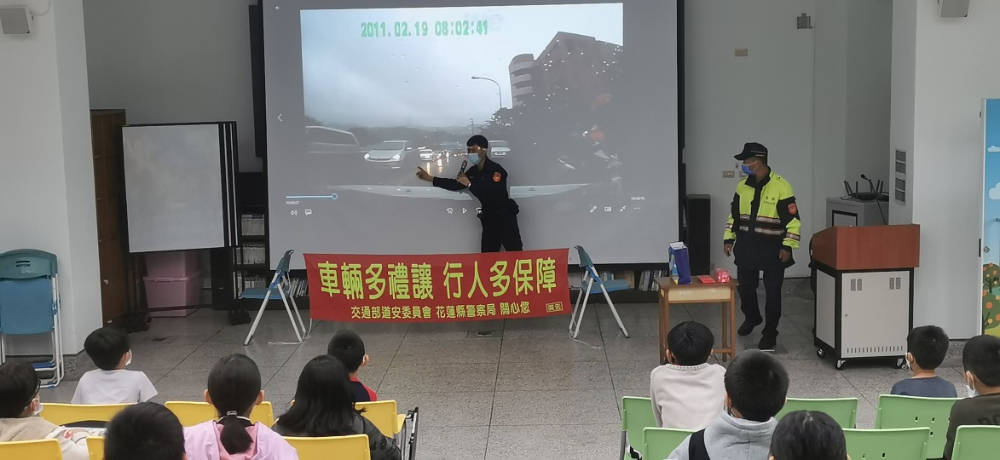 2011.02.19 08:02:41
POLICE
車輛多禮讓 行人多保障
交通部道安委員會 花蓮縣警察局 關心您
廣告